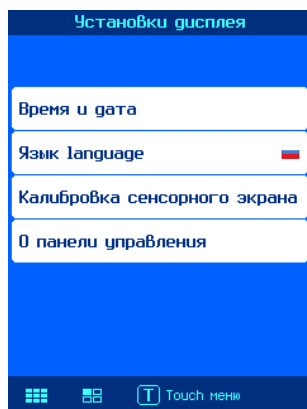 Установки дисплея
Время и дата
Язык language
Калибровка сенсорного экрана
О панели управления
T Touch меню